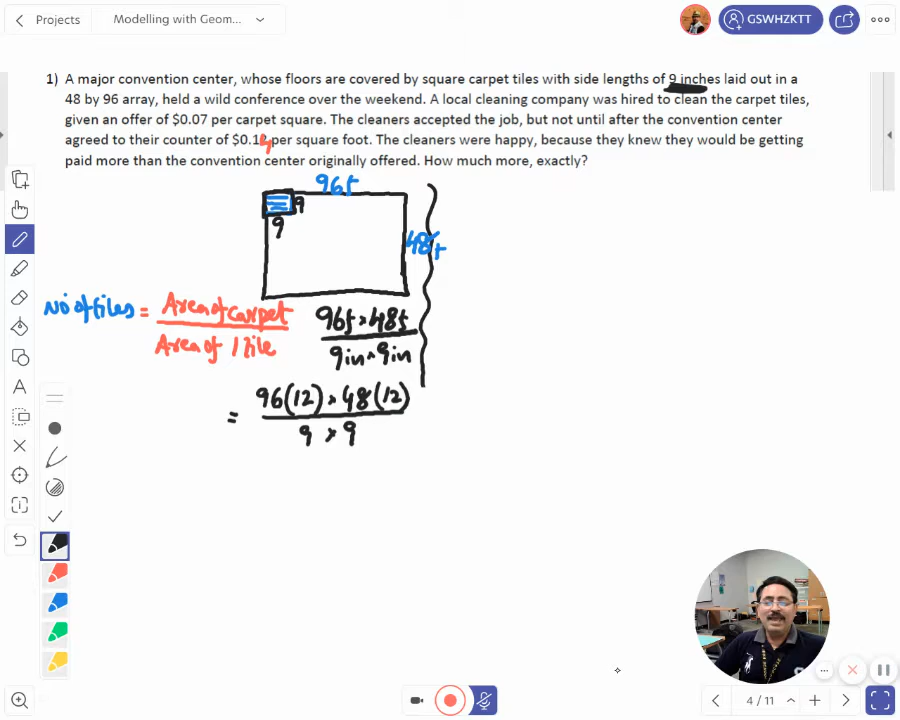 Projects
Modelling with Geom...
GSWHZKTT
1) A major convention center, whose floors are covered by square carpet tiles with side lengths of 9 inches laid out in a
48 by 96 array, held a wild conference over the weekend. A local cleaning company was hired to clean the carpet tiles,
given an offer of $0.07 per carpet square. The cleaners accepted the job, but not until after the convention center
agreed to their counter of $0.14 per square foot. The cleaners were happy, because they knew they would be getting
paid more than the convention center originally offered. How much more, exactly?
96f
9
9
48f
No of tiles = Area of carpet
Area of 1 tile
96f × 48f
9in × 9in
= 96(12) × 48(12)
9 × 9
A
4 / 11